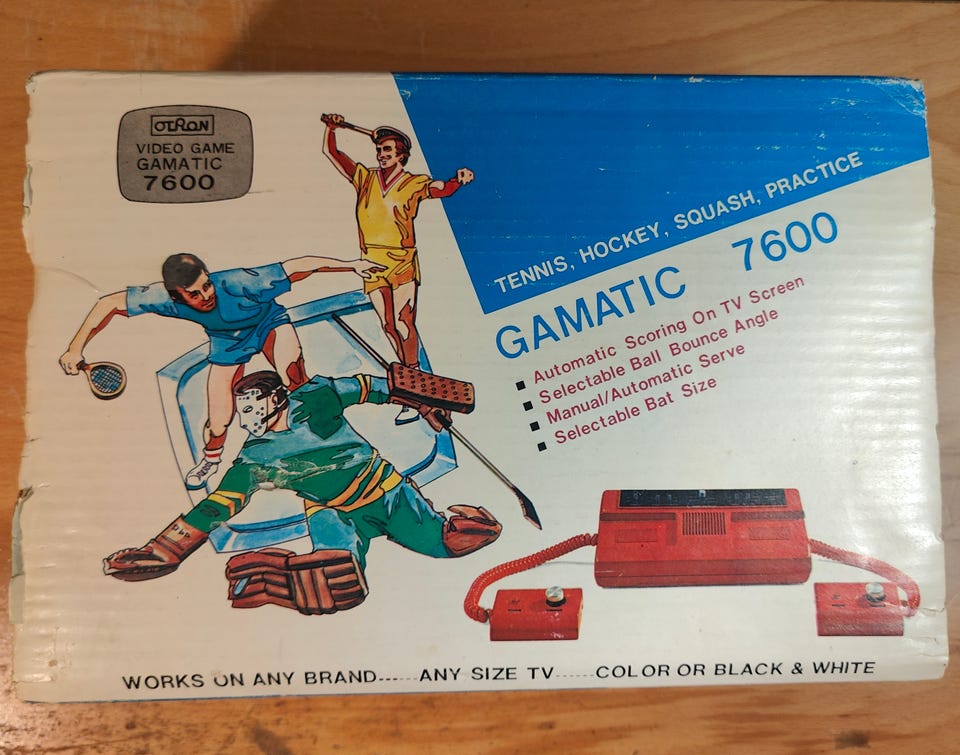 OTRON
VIDEO GAME
GAMATIC
7600
TENNIS, HOCKEY, SQUASH, PRACTICE
GAMATIC 7600
■ Automatic Scoring On TV Screen
■ Selectable Ball Bounce Angle
■ Manual/Automatic Serve
■ Selectable Bat Size
WORKS ON ANY BRAND-----ANY SIZE TV-----COLOR OR BLACK & WHITE